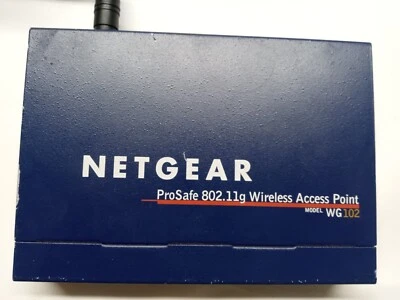 NETGEAR
ProSafe 802.11g Wireless Access Point
MODEL WG102